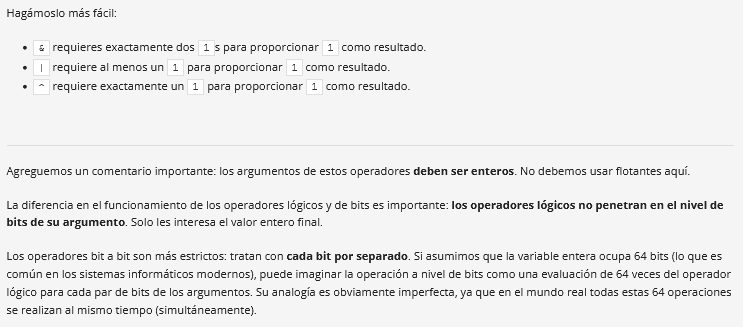 Hagámoslo más fácil:
& requieres exactamente dos 1 s para proporcionar 1 como resultado.
| requiere al menos un 1 para proporcionar 1 como resultado.
^ requiere exactamente un 1 para proporcionar 1 como resultado.
Agreguemos un comentario importante: los argumentos de estos operadores deben ser enteros. No debemos usar flotantes aquí.
La diferencia en el funcionamiento de los operadores lógicos y de bits es importante: los operadores lógicos no penetran en el nivel de
bits de su argumento. Solo les interesa el valor entero final.
Los operadores bit a bit son más estrictos: tratan con cada bit por separado. Si asumimos que la variable entera ocupa 64 bits (lo que es
común en los sistemas informáticos modernos), puede imaginar la operación a nivel de bits como una evaluación de 64 veces del operador
lógico para cada par de bits de los argumentos. Su analogía es obviamente imperfecta, ya que en el mundo real todas estas 64 operaciones
se realizan al mismo tiempo (simultáneamente).